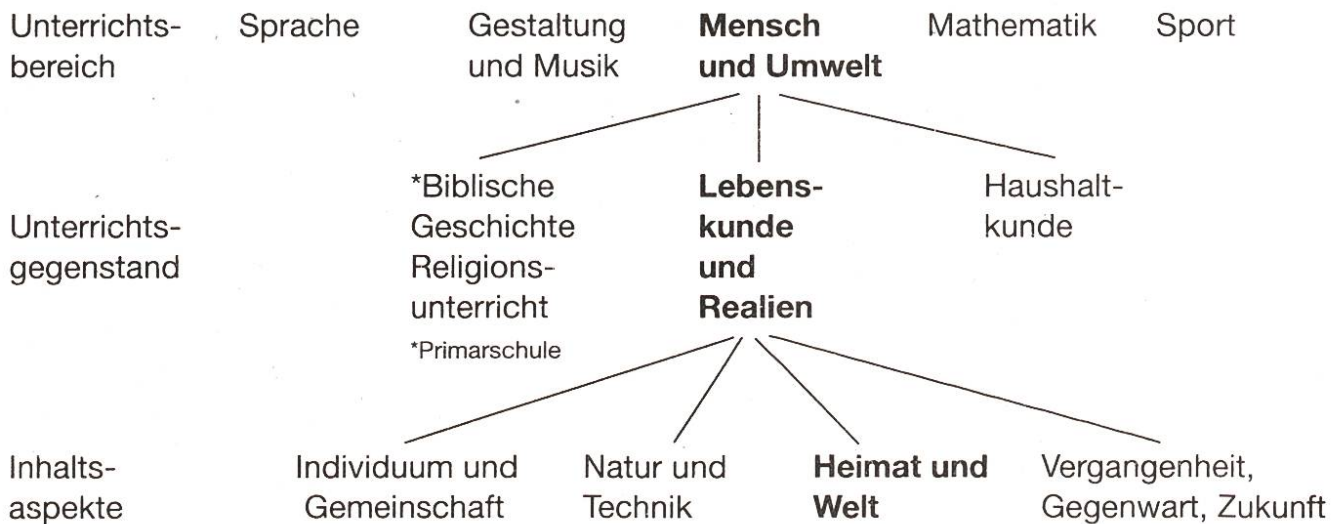 Unterrichts- Sprache Gestaltung Mensch Mathematik Sport
bereich und Musik und Umwelt
*Biblische Lebens- Haushalt-
Unterrichts- Geschichte kunde kunde
gegenstand Religions- und
unterricht Realien
*Primarschule
Inhalts- Individuum und Natur und Heimat und Vergangenheit,
aspekte Gemeinschaft Technik Welt Gegenwart, Zukunft